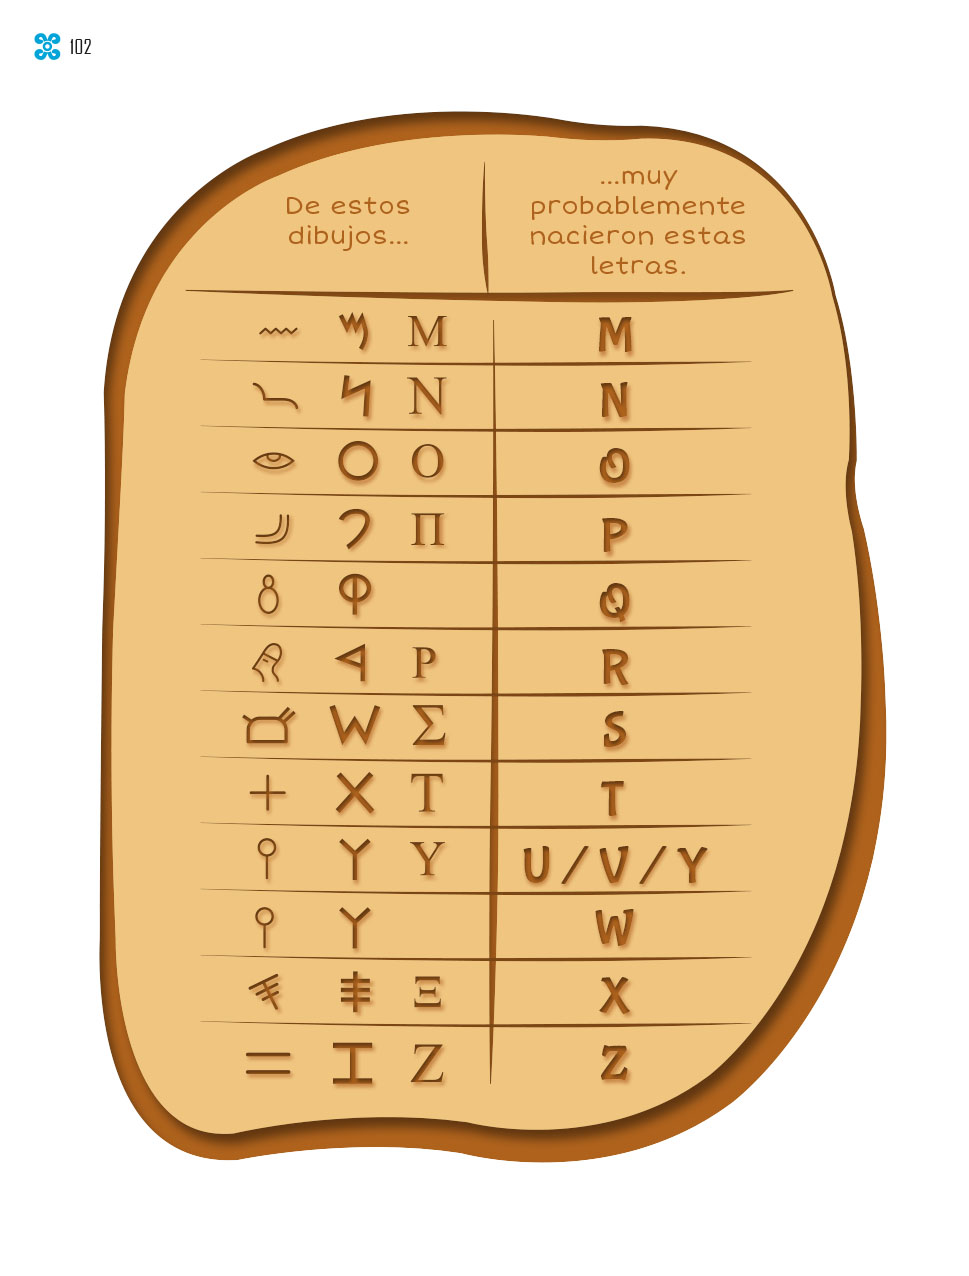 102
De estos
dibujos...
...muy
probablemente
nacieron estas
letras.
M M
N N
O O
Π P
Q
P R
Σ S
T T
Y U / V / Y
W
Ξ X
Z Z